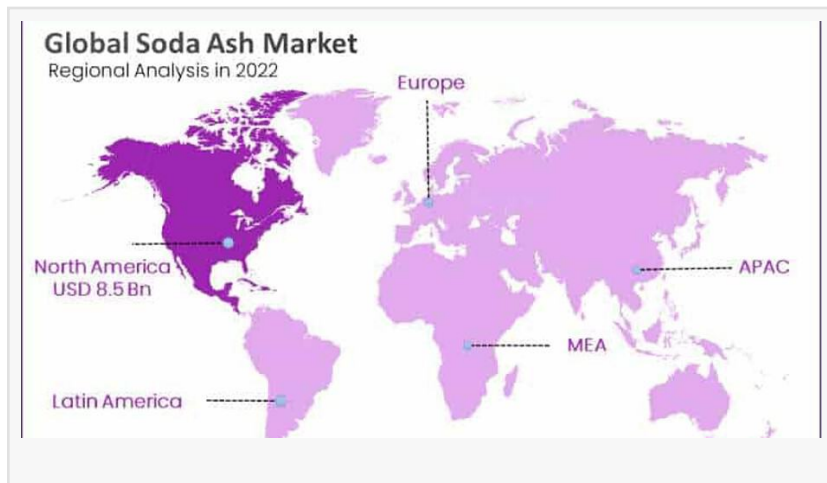 Global Soda Ash Market
Regional Analysis in 2022
Europe
North America
USD 8.5 Bn
APAC
MEA
Latin America